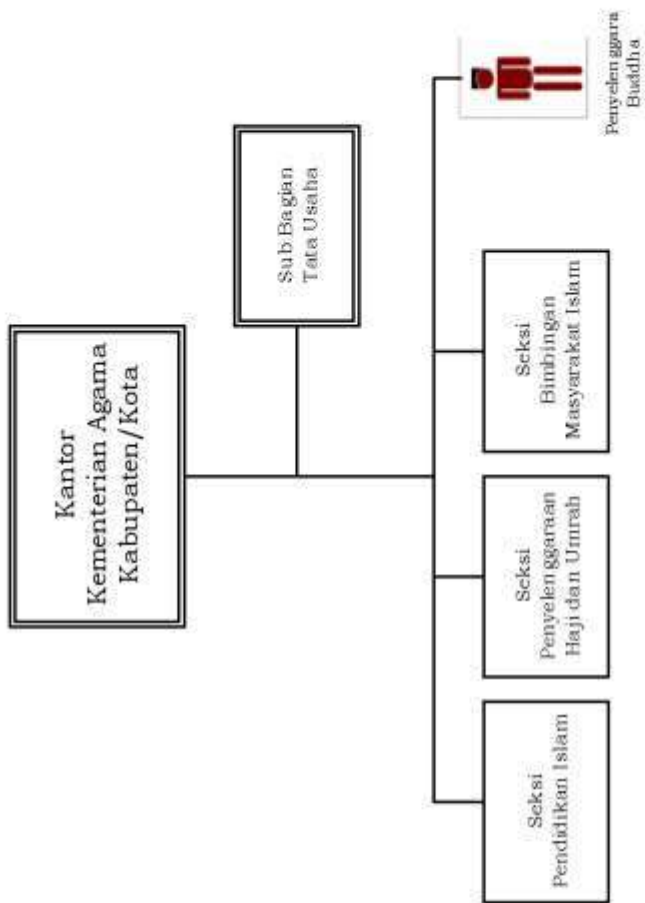 Kantor
Kementerian Agama
Kabupaten/Kota
Sub Bagian
Tata Usaha
Seksi
Pendidikan Islam
Seksi
Penyelenggaraan
Haji dan Umrah
Seksi
Bimbingan
Masyarakat Islam
Penyelenggara
Buddha